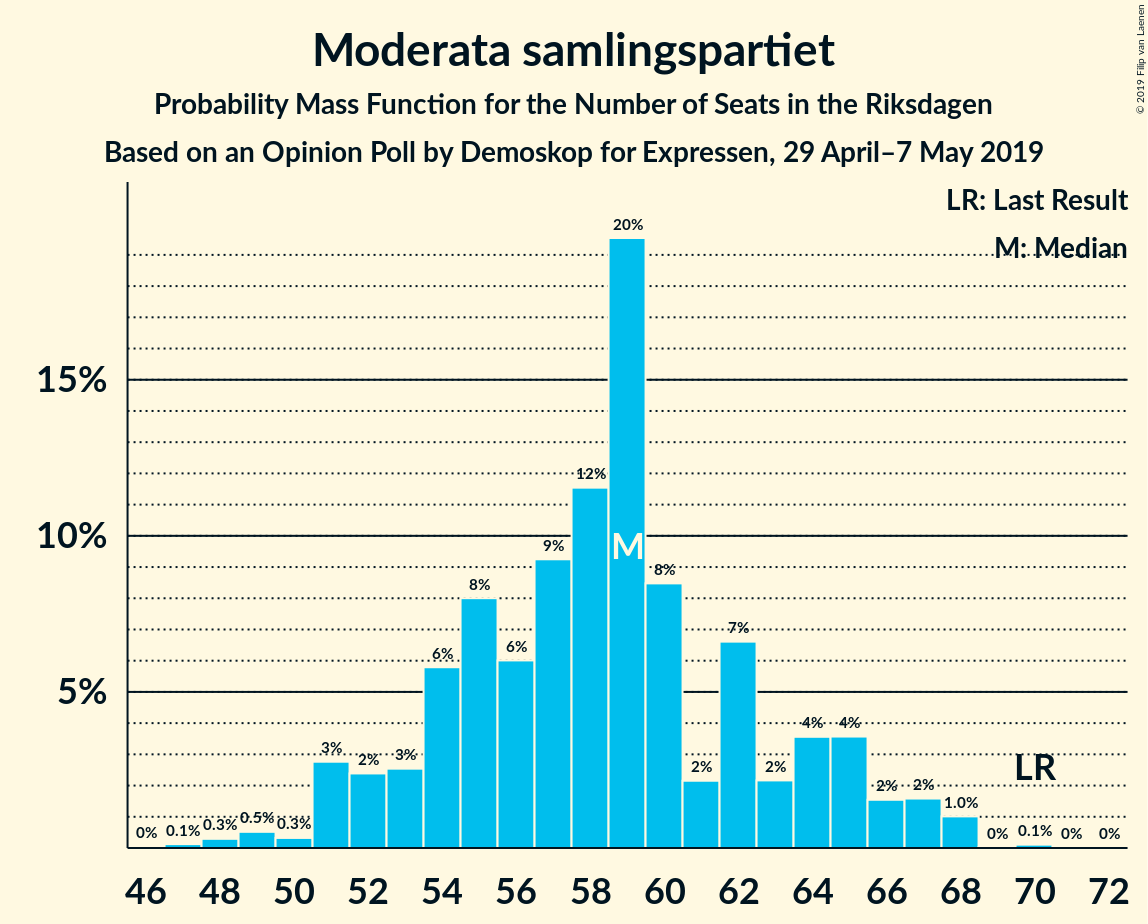 Moderata samlingspartiet
Probability Mass Function for the Number of Seats in the Riksdagen
Based on an Opinion Poll by Demoskop for Expressen, 29 April–7 May 2019
© 2019 Filip van Laenen
LR: Last Result
M: Median
15%
10%
5%
0% 0.1% 0.3% 0.5% 0.3% 3% 2% 3% 6% 8% 6% 9% 12% 20% 8% 2% 7% 2% 4% 4% 2% 2% 1.0% 0% 0.1% 0% 0%
M
LR
46 48 50 52 54 56 58 60 62 64 66 68 70 72